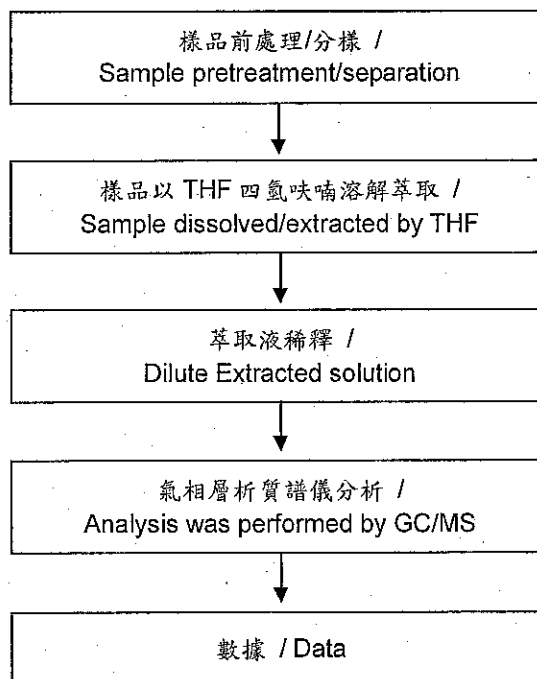 樣品前處理/分樣 /
Sample pretreatment/separation
樣品以 THF 四氫呋喃溶解萃取 /
Sample dissolved/extracted by THF
萃取液稀釋 /
Dilute Extracted solution
氣相層析質譜儀分析 /
Analysis was performed by GC/MS
數據 / Data